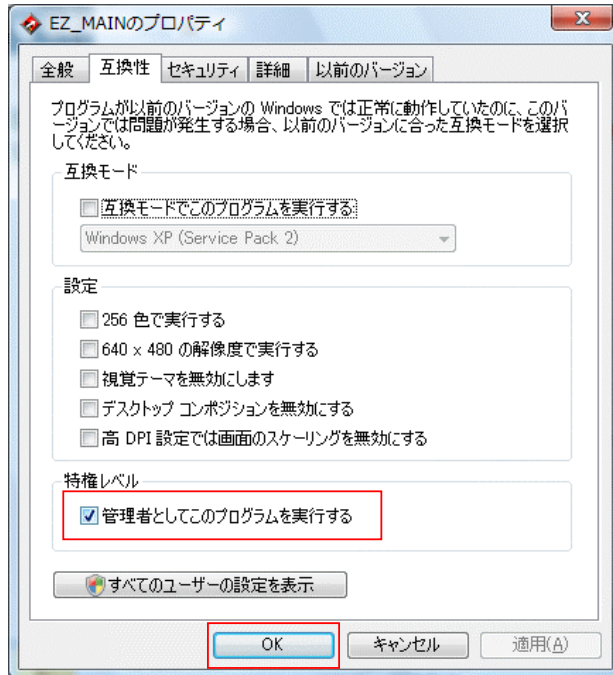 EZ_MAINのプロパティ
全般 互換性 セキュリティ 詳細 以前のバージョン
プログラムが以前のバージョンの Windows では正常に動作していたのに、このバ
ージョンでは問題が発生する場合、以前のバージョンに合った互換モードを選択
してください。
互換モード
互換モードでこのプログラムを実行する
Windows XP (Service Pack 2)
設定
256 色で実行する
640 x 480 の解像度で実行する
視覚テーマを無効にします
デスクトップ コンポジションを無効にする
高 DPI 設定では画面のスケーリングを無効にする
特権レベル
管理者としてこのプログラムを実行する
すべてのユーザーの設定を表示
OK キャンセル 適用(A)